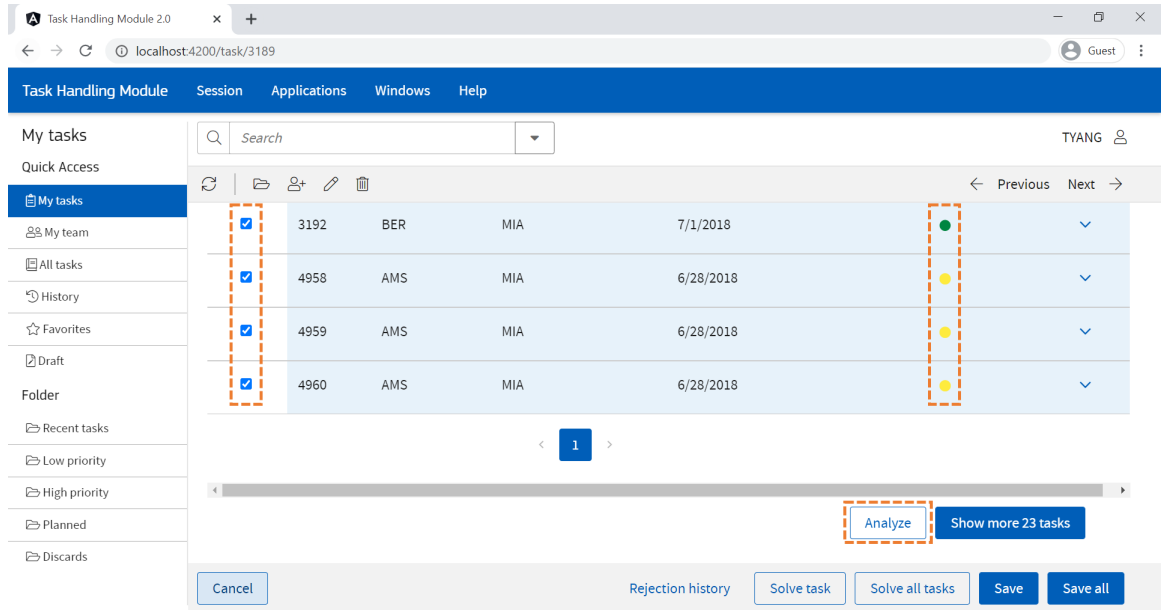 Task Handling Module 2.0
localhost:4200/task/3189
Guest
Task Handling Module Session Applications Windows Help
My tasks
Search
TYANG
Quick Access
Previous Next
My tasks
My team
All tasks
History
Favorites
Draft
Folder
Recent tasks
Low priority
High priority
Planned
Discards
3192 BER MIA 7/1/2018
4958 AMS MIA 6/28/2018
4959 AMS MIA 6/28/2018
4960 AMS MIA 6/28/2018
1
Analyze Show more 23 tasks
Cancel Rejection history Solve task Solve all tasks Save Save all